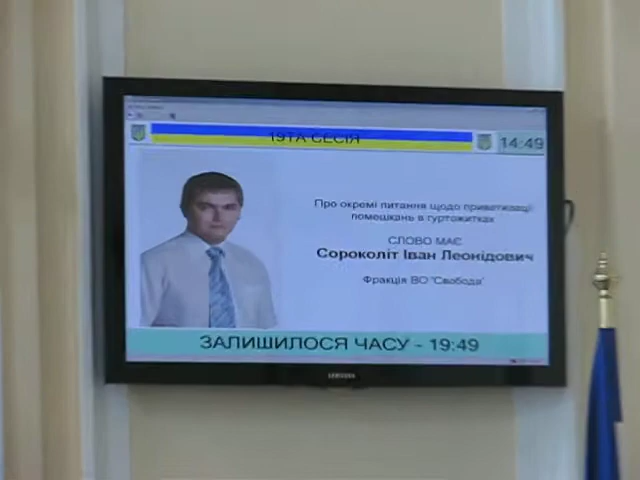 19ТА СЕСІЯ
14:49
Про окремі питання щодо приватизації
помешкань в гуртожитках
СЛОВО МАЄ
Сороколіт Іван Леонідович
Фракція ВО "Свобода"
ЗАЛИШИЛОСЯ ЧАСУ - 19:49
SAMSUNG